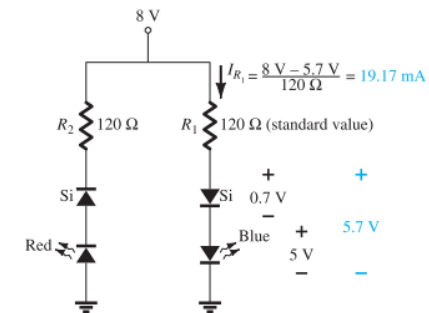 8 V
I_R₁ = 8 V – 5.7 V / 120 Ω = 19.17 mA
R₂ 120 Ω
R₁ 120 Ω (standard value)
Si
Si 0.7 V
+
–
+
5.7 V
–
Red
Blue
+
5 V
–